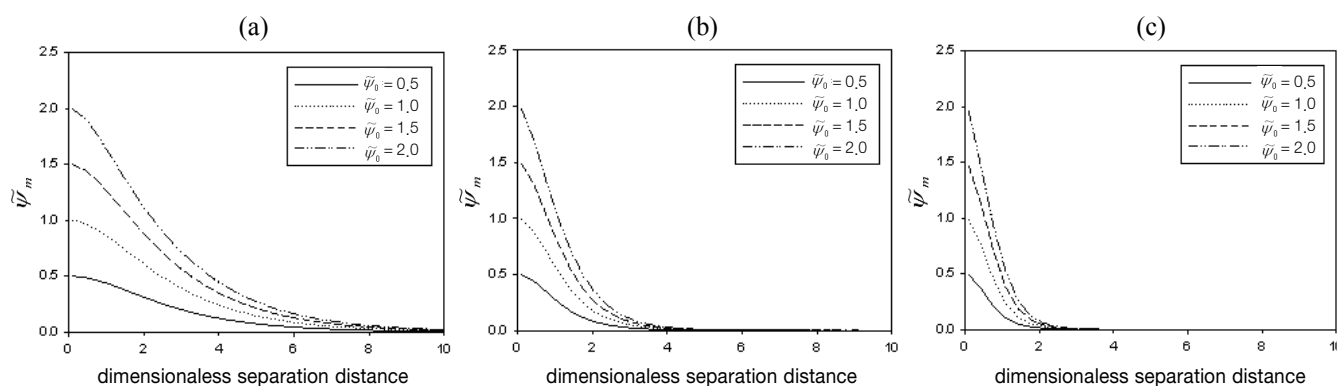 (a)
2.5
2.0
1.5
1.0
0.5
0.0
ψ̃m
ψ̃0 = 0.5
ψ̃0 = 1.0
ψ̃0 = 1.5
ψ̃0 = 2.0
0 2 4 6 8 10
dimensionaless separation distance
(b)
2.5
2.0
1.5
1.0
0.5
0.0
ψ̃m
ψ̃0 = 0.5
ψ̃0 = 1.0
ψ̃0 = 1.5
ψ̃0 = 2.0
0 2 4 6 8 10
dimensionaless separation distance
(c)
2.5
2.0
1.5
1.0
0.5
0.0
ψ̃m
ψ̃0 = 0.5
ψ̃0 = 1.0
ψ̃0 = 1.5
ψ̃0 = 2.0
0 2 4 6 8 10
dimensionaless separation distance